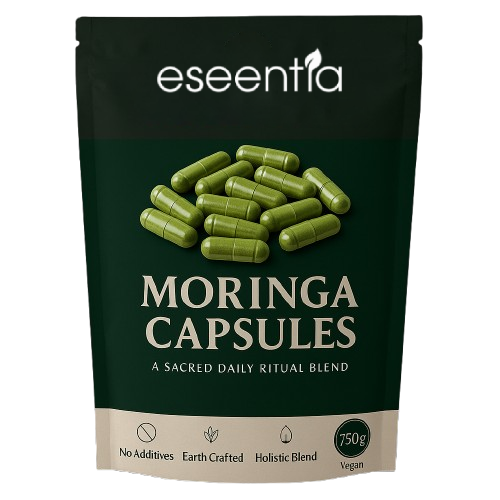 eseentia
MORINGA
CAPSULES
A SACRED DAILY RITUAL BLEND
No Additives Earth Crafted Holistic Blend 750g
Vegan